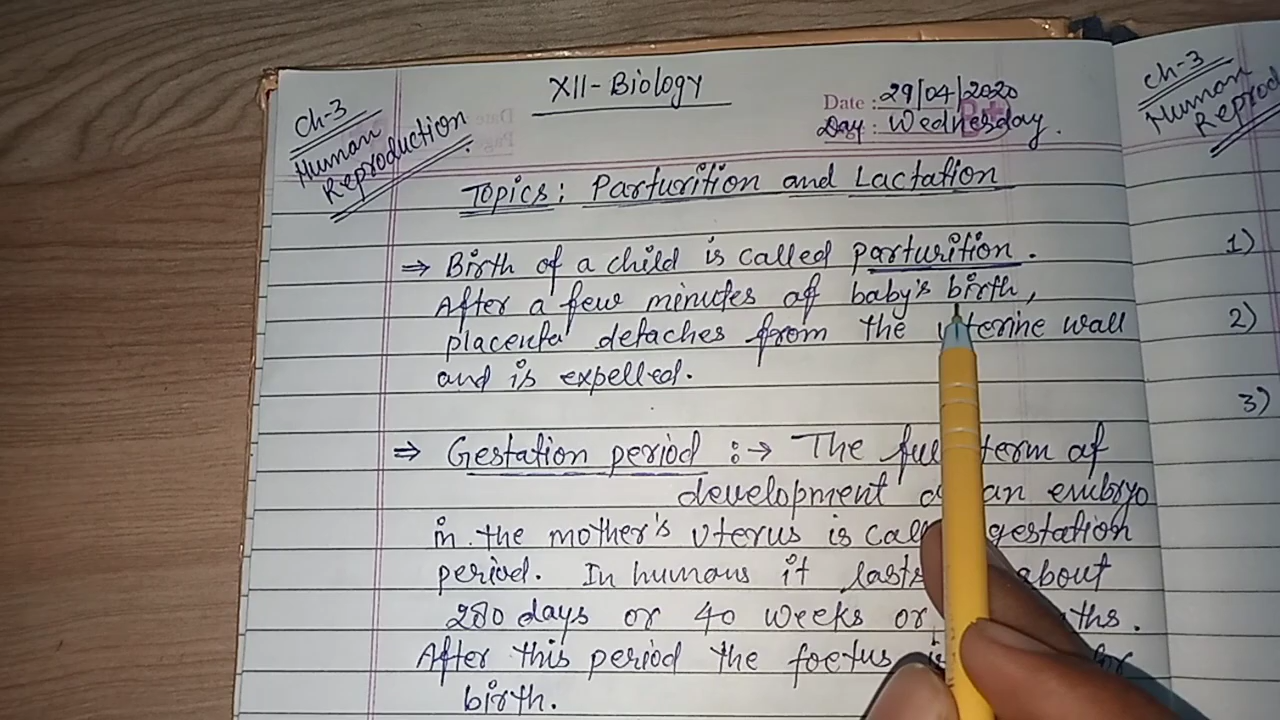 Ch-3
Human
Reproduction
XII - Biology
Date : 29/04/2020
Day : Wednesday.
Topics : Parturition and Lactation
⇒ Birth of a child is called parturition.
After a few minutes of baby's birth,
placenta detaches from the uterine wall
and is expelled.
⇒ Gestation period :→ The full term of
development an embryo
in the mother's uterus is gestation
period. In humans it lasts about
280 days or 40 weeks or
After this period the foetus
birth.
Ch-3
Human
1)
2)
3)